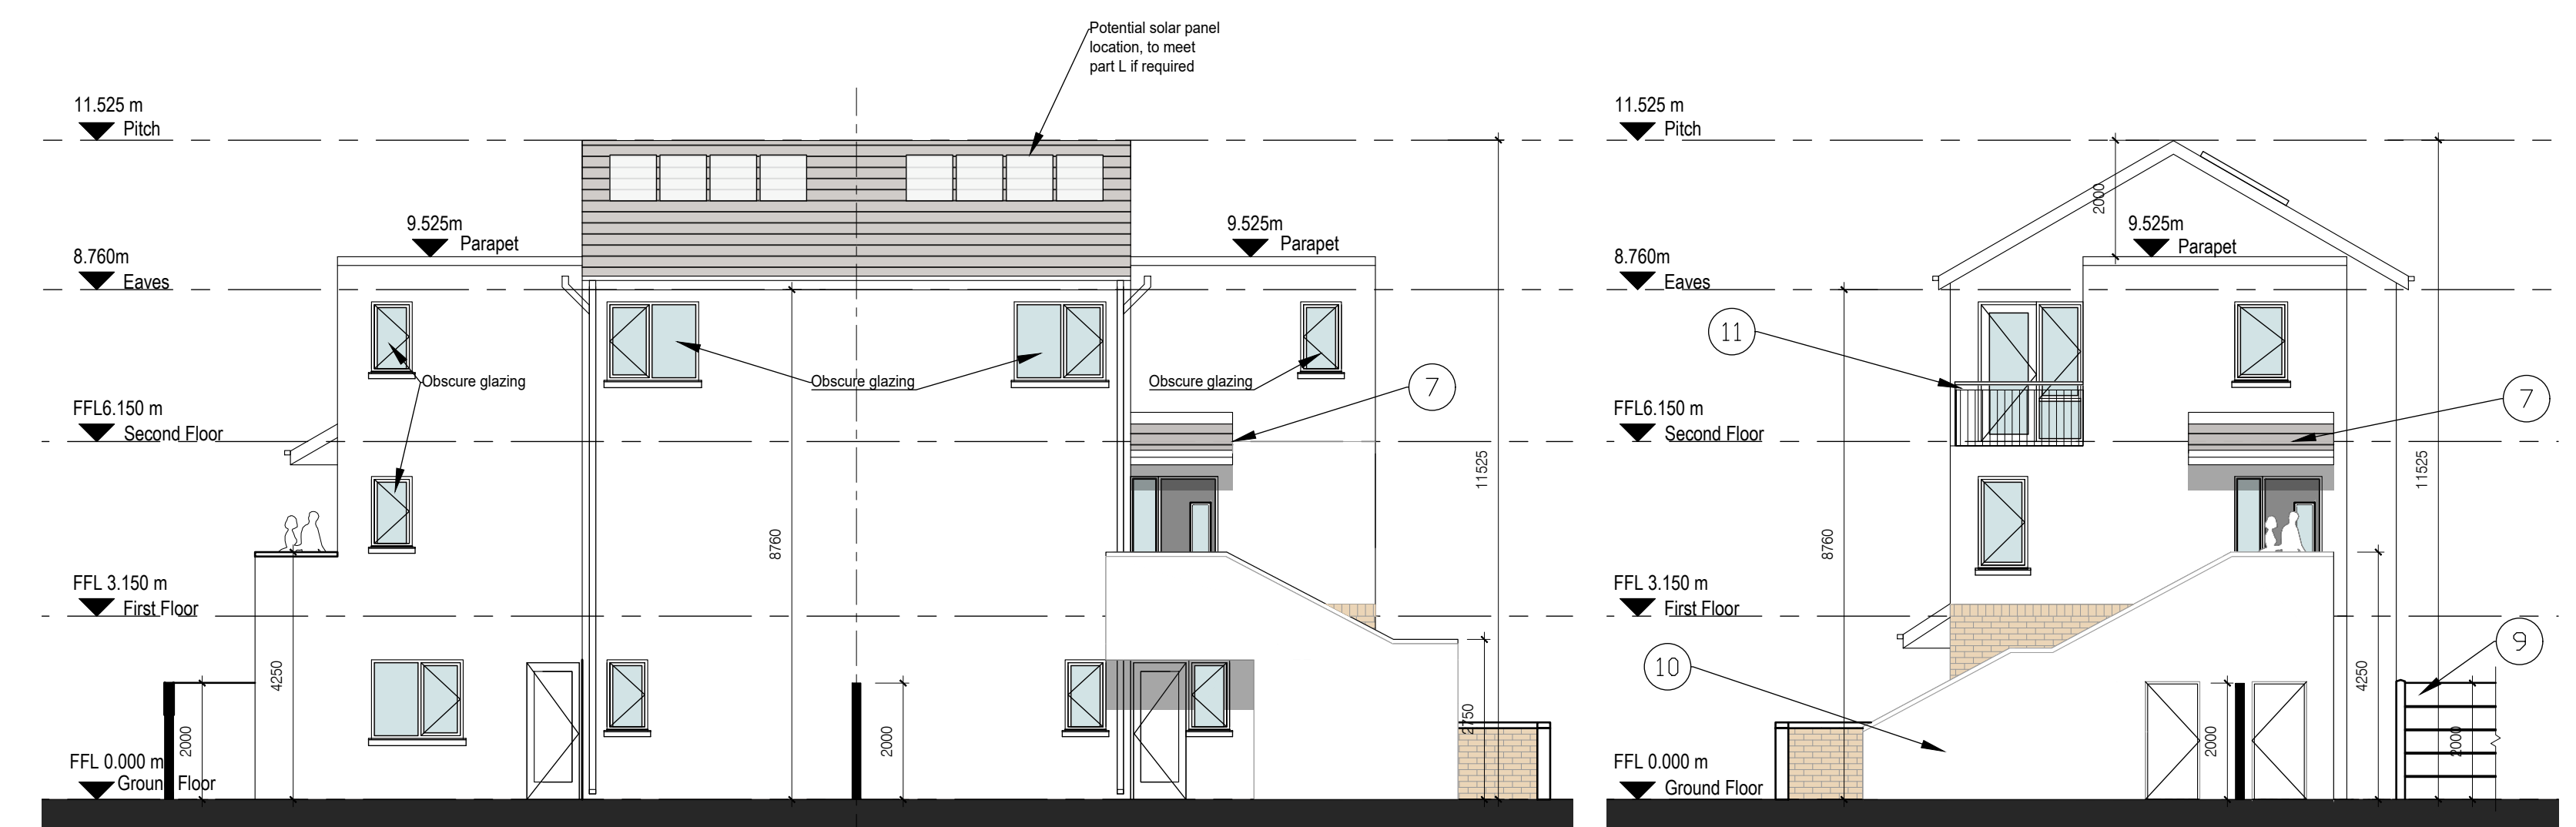 Potential solar panel
location, to meet
part L if required
11.525 m
Pitch
9.525m
Parapet
9.525m
Parapet
8.760m
Eaves
Obscure glazing
Obscure glazing
Obscure glazing
7
FFL6.150 m
Second Floor
11525
8760
FFL 3.150 m
First Floor
4250
2750
2000
2000
FFL 0.000 m
Ground Floor
11.525 m
Pitch
2000
9.525m
Parapet
8.760m
Eaves
11
7
FFL6.150 m
Second Floor
11525
8760
FFL 3.150 m
First Floor
9
10
4250
2000
2000
FFL 0.000 m
Ground Floor